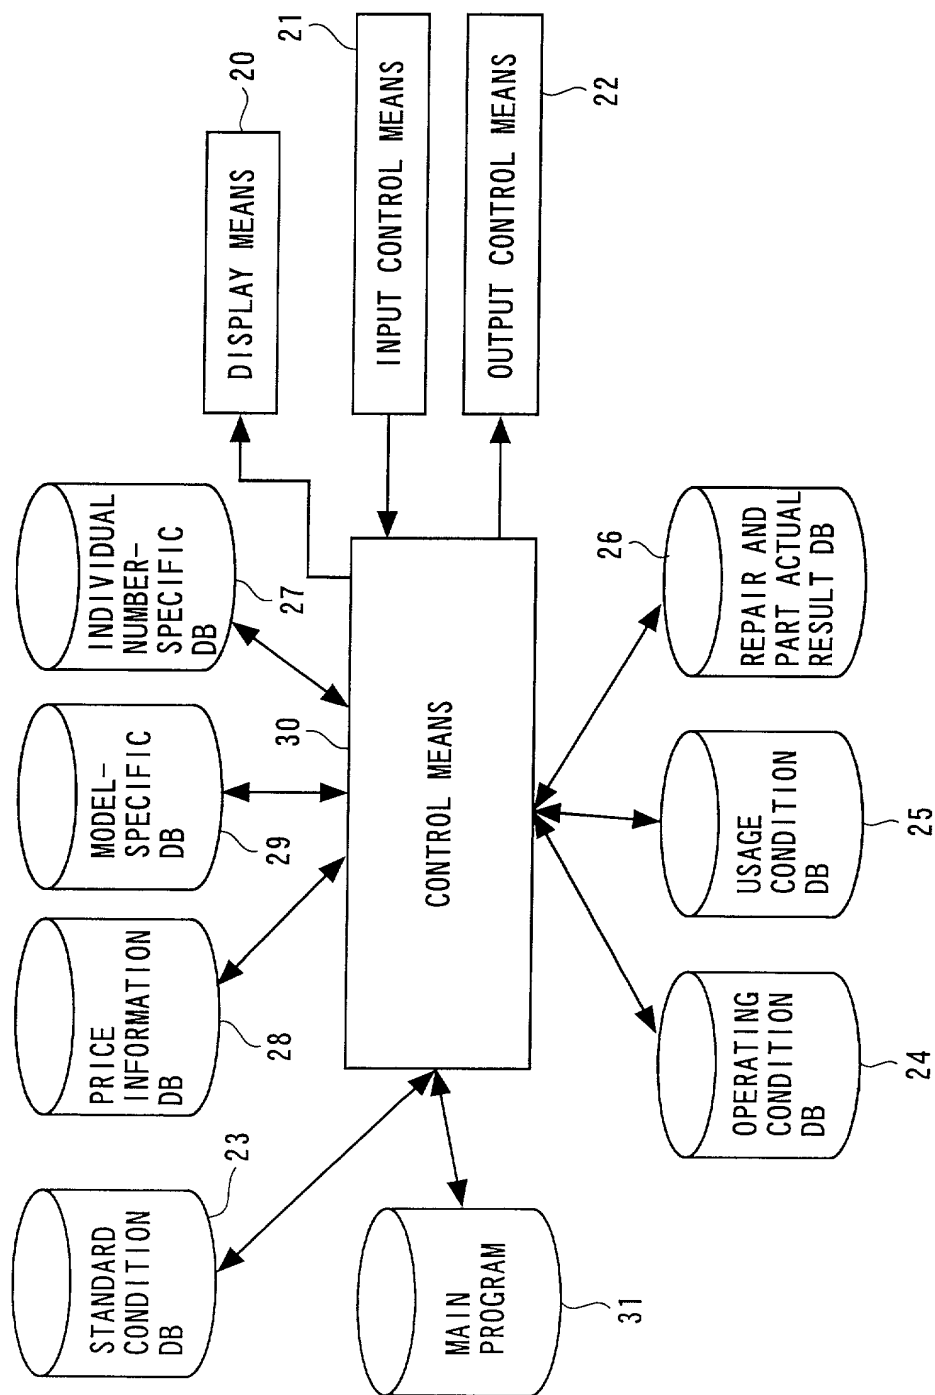 DISPLAY MEANS
20
INPUT CONTROL MEANS
21
OUTPUT CONTROL MEANS
22
INDIVIDUAL
NUMBER-
SPECIFIC
DB
27
MODEL-
SPECIFIC
DB
29
PRICE
INFORMATION
DB
28
STANDARD
CONDITION
DB
23
30
CONTROL MEANS
MAIN
PROGRAM
31
REPAIR AND
PART ACTUAL
RESULT DB
26
USAGE
CONDITION
DB
25
OPERATING
CONDITION
DB
24